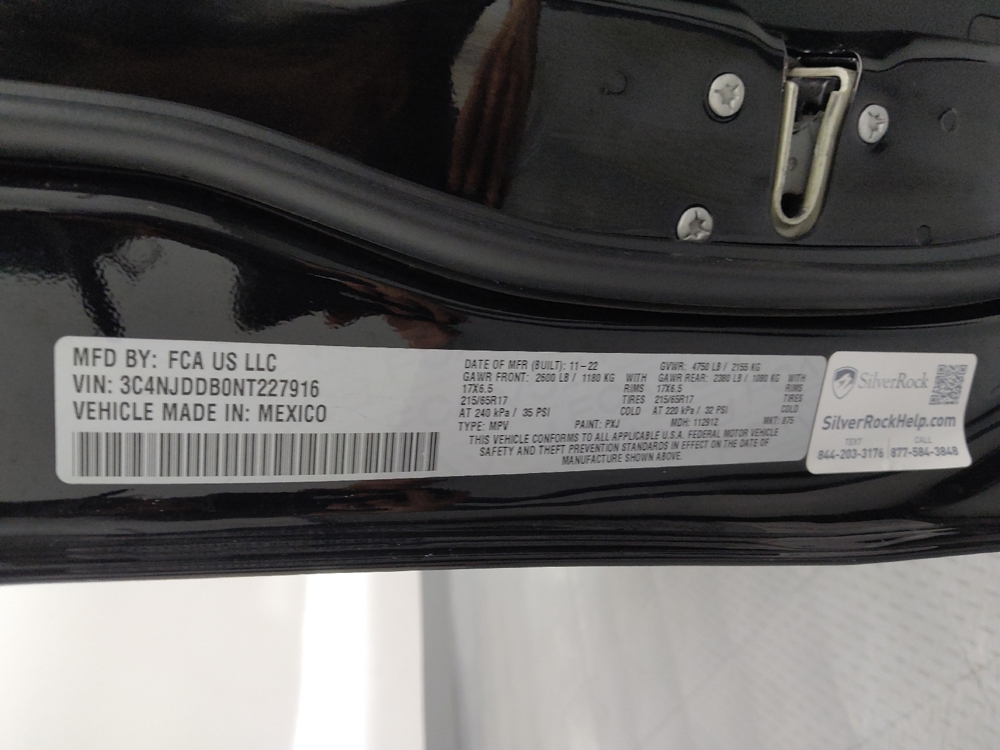 MFD BY: FCA US LLC
VIN: 3C4NJDDB0NT227916
VEHICLE MADE IN: MEXICO
DATE OF MFR (BUILT): 11-22 GVWR: 4750 LB / 2155 KG
GAWR FRONT: 2600 LB / 1180 KG WITH GAWR REAR: 2380 LB / 1080 KG WITH
17X6.5 RIMS 17X6.5 RIMS
215/65R17 TIRES 215/65R17 TIRES
AT 240 kPa / 35 PSI COLD AT 220 kPa / 32 PSI COLD
TYPE: MPV PAINT: PXJ MDH: 112912 MKT: 875
THIS VEHICLE CONFORMS TO ALL APPLICABLE U.S.A. FEDERAL MOTOR VEHICLE
SAFETY AND THEFT PREVENTION STANDARDS IN EFFECT ON THE DATE OF
MANUFACTURE SHOWN ABOVE.
SilverRock
SilverRockHelp.com
TEXT CALL
844-203-3176 877-584-3848